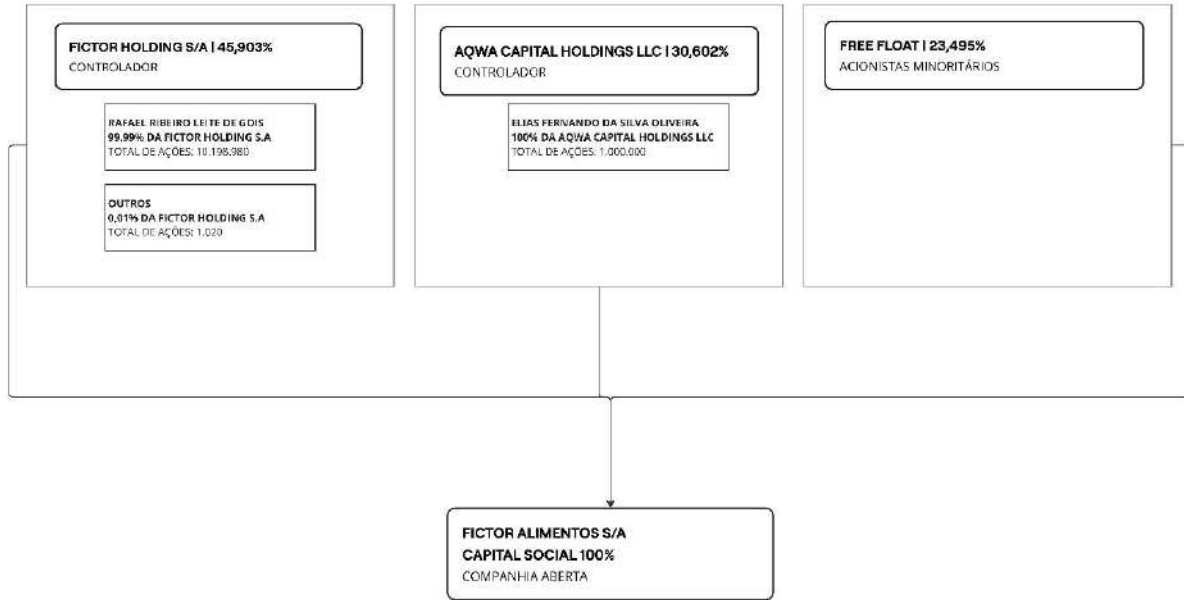 FICTOR HOLDING S/A | 45,903%
CONTROLADOR
RAFAEL RIBEIRO LEITE DE GOIS
99.99% DA FICTOR HOLDING S.A
TOTAL DE AÇÕES: 10.198.980
OUTROS
0,01% DA FICTOR HOLDING S.A
TOTAL DE AÇÕES: 1.020
AQWA CAPITAL HOLDINGS LLC | 30,602%
CONTROLADOR
ELIAS FERNANDO DA SILVA OLIVEIRA
100% DA AQWA CAPITAL HOLDINGS LLC
TOTAL DE AÇÕES: 1.000.000
FREE FLOAT | 23,495%
ACIONISTAS MINORITÁRIOS
FICTOR ALIMENTOS S/A
CAPITAL SOCIAL 100%
COMPANHIA ABERTA